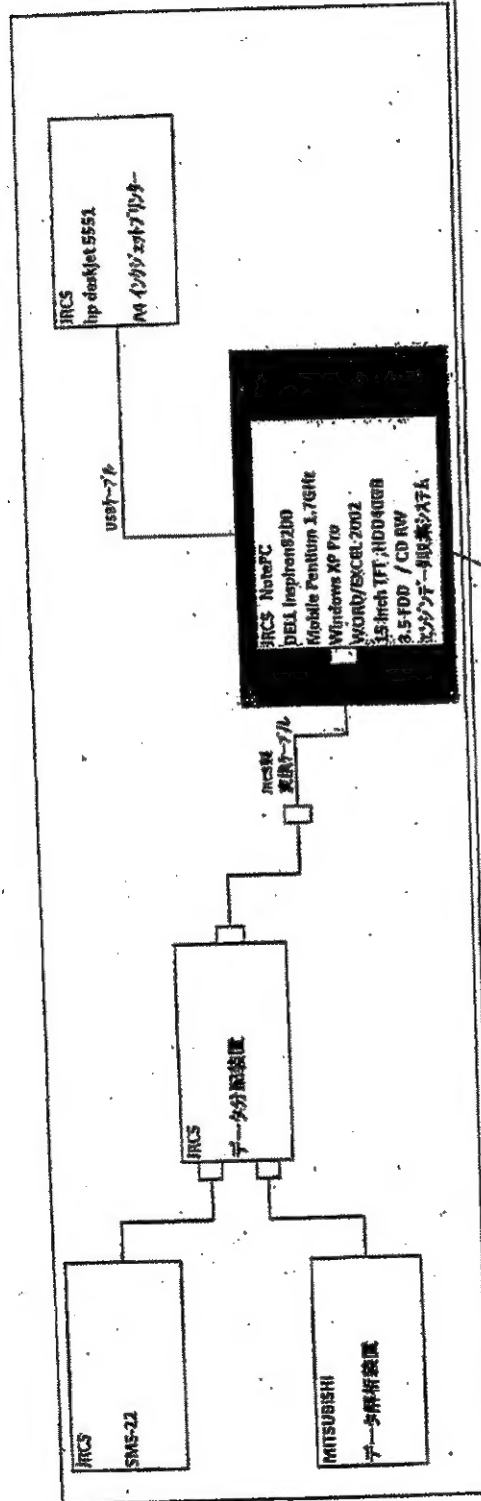 JRCS
SMS-22
MITSUBISHI
データ解析装置
JRCS
データ分配装置
JRCS製
変換ケーブル
JRCS NotePC
DELL Inspiron8200
Mobile Pentium 1.7GHz
Windows XP Pro
WORD/EXCEL 2002
15 inch TFT ;HDD40GB
3.5 FDD / CD RW
エンジンデータ収集システム
USBケーブル
JRCS
hp deskjet 5551
A4 インクジェットプリンター